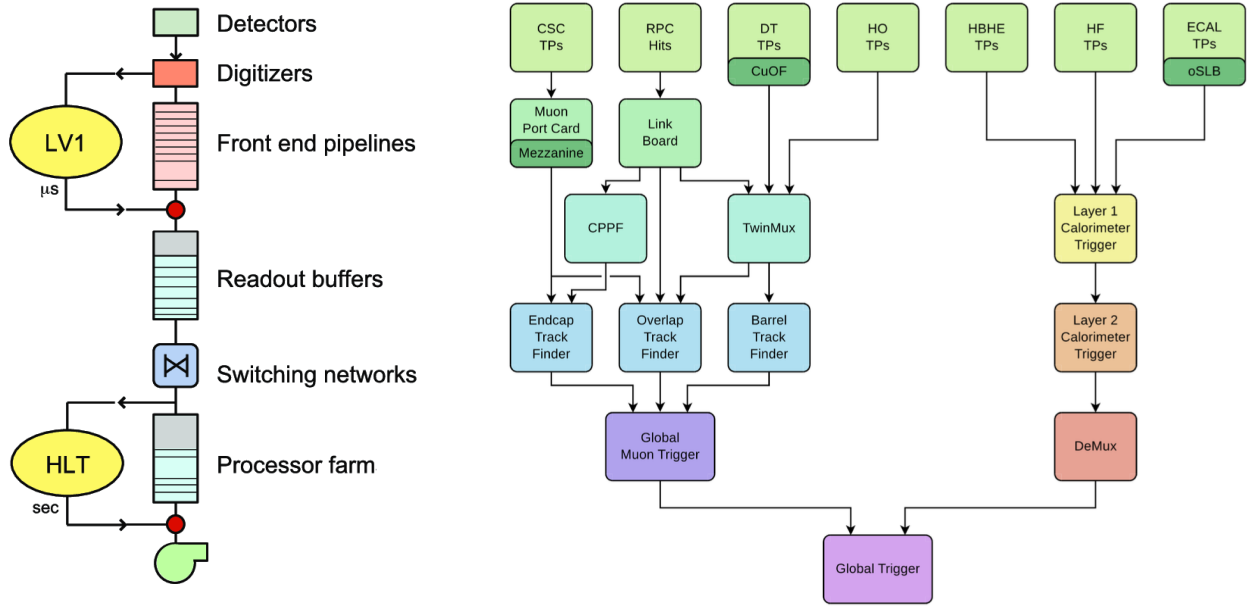 Detectors
Digitizers
LV1
Front end pipelines
μs
Readout buffers
Switching networks
HLT
Processor farm
sec
CSC
TPs
RPC
Hits
DT
TPs
CuOF
HO
TPs
HBHE
TPs
HF
TPs
ECAL
TPs
oSLB
Muon
Port Card
Mezzanine
Link
Board
CPPF
TwinMux
Layer 1
Calorimeter
Trigger
Endcap
Track
Finder
Overlap
Track
Finder
Barrel
Track
Finder
Layer 2
Calorimeter
Trigger
Global
Muon Trigger
DeMux
Global Trigger